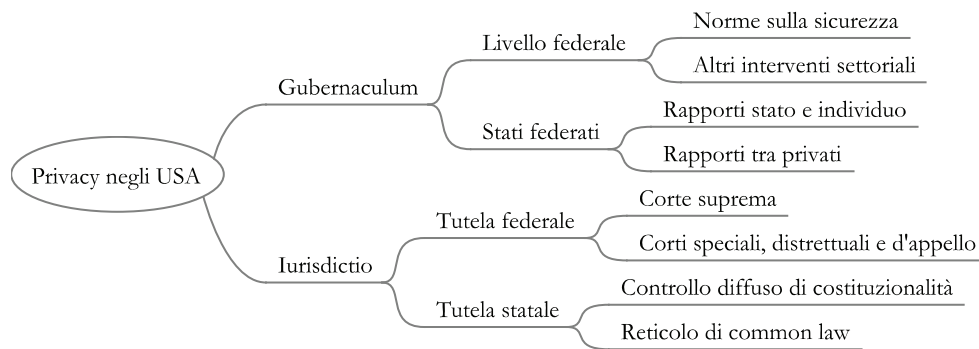 Privacy negli USA
Gubernaculum
Livello federale
Norme sulla sicurezza
Altri interventi settoriali
Stati federati
Rapporti stato e individuo
Rapporti tra privati
Iurisdictio
Tutela federale
Corte suprema
Corti speciali, distrettuali e d'appello
Tutela statale
Controllo diffuso di costituzionalità
Reticolo di common law